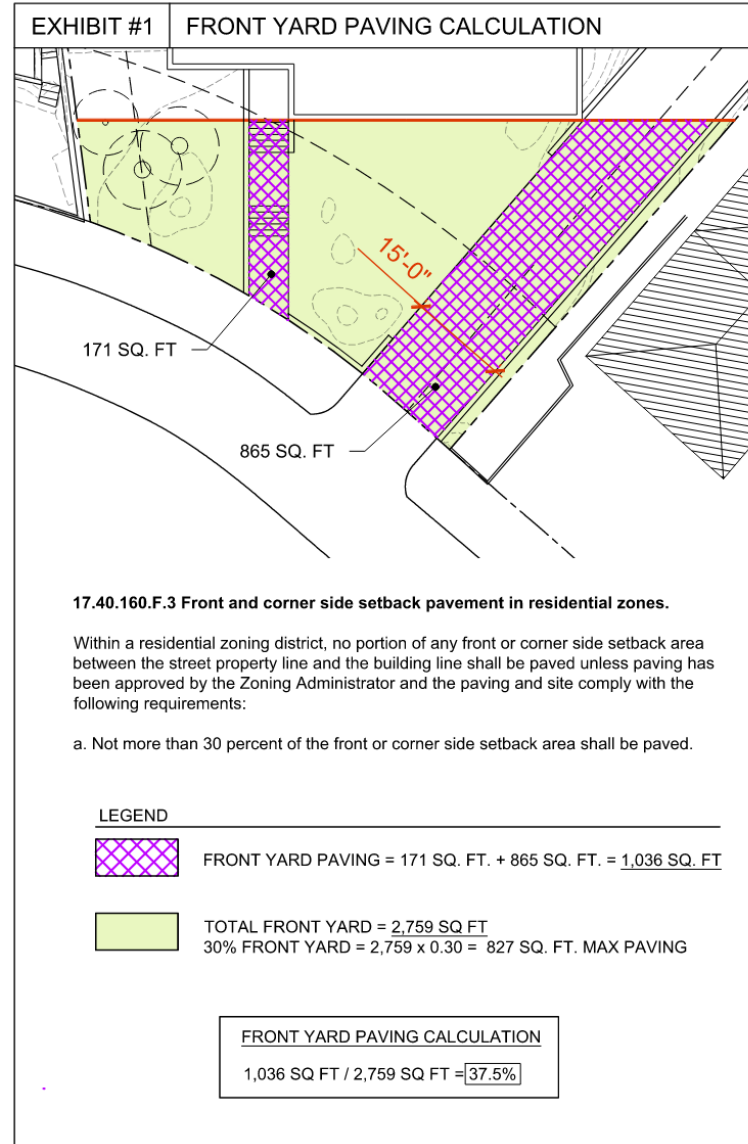 EXHIBIT #1 FRONT YARD PAVING CALCULATION
15'-0"
171 SQ. FT
865 SQ. FT
17.40.160.F.3 Front and corner side setback pavement in residential zones.
Within a residential zoning district, no portion of any front or corner side setback area
between the street property line and the building line shall be paved unless paving has
been approved by the Zoning Administrator and the paving and site comply with the
following requirements:
a. Not more than 30 percent of the front or corner side setback area shall be paved.
LEGEND
FRONT YARD PAVING = 171 SQ. FT. + 865 SQ. FT. = 1,036 SQ. FT
TOTAL FRONT YARD = 2,759 SQ FT
30% FRONT YARD = 2,759 x 0.30 = 827 SQ. FT. MAX PAVING
FRONT YARD PAVING CALCULATION
1,036 SQ FT / 2,759 SQ FT = 37.5%